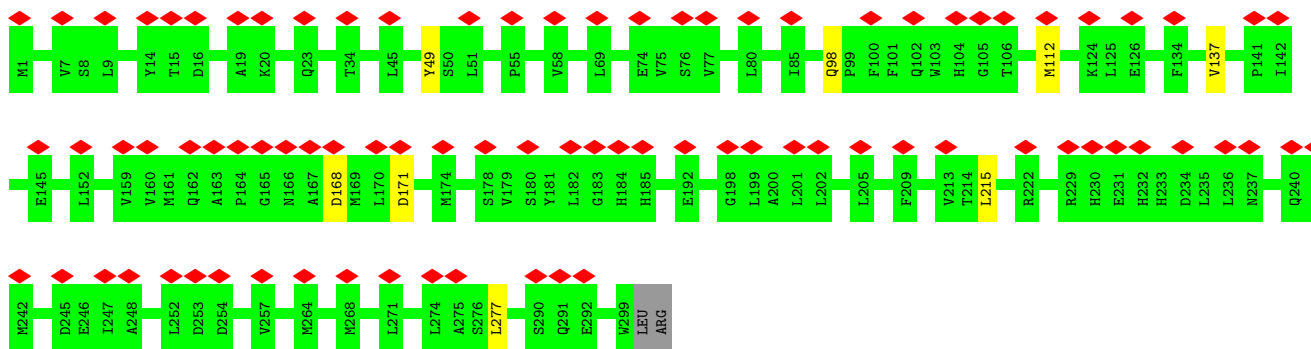 M1 V7 S8 L9 Y14 T15 D16 A19 K20 Q23 T34 L45 Y49 S50 L51 P55 V58 L69 E74 V75 S76 V77 L80 I85 Q98 P99 F100 F101 Q102 W103 H104 G105 T106 M112 K124 L125 E126 F134 V137 P141 I142
E145 L152 V159 V160 M161 Q162 A163 P164 G165 N166 A167 D168 M169 L170 D171 M174 S178 V179 S180 Y181 L182 G183 H184 H185 E192 G198 L199 A200 L201 L202 L205 F209 V213 T214 L215 R222 R229 H230 E231 H232 H233 D234 L235 L236 N237 Q240
M242 D245 E246 I247 A248 L252 D253 D254 V257 M264 M268 L271 L274 A275 S276 L277 S290 Q291 E292 W299 LEU ARG